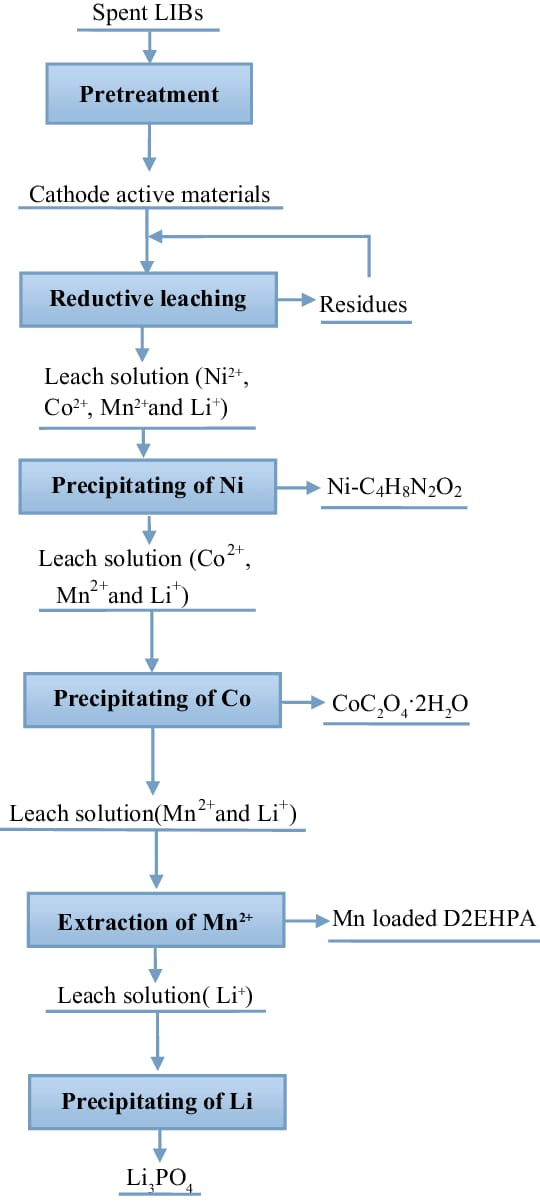 Spent LIBs
Pretreatment
Cathode active materials
Reductive leaching
Residues
Leach solution (Ni²⁺,
Co²⁺, Mn²⁺and Li⁺)
Precipitating of Ni
Ni-C₄H₈N₂O₂
Leach solution (Co²⁺,
Mn²⁺and Li⁺)
Precipitating of Co
CoC₂O₄·2H₂O
Leach solution(Mn²⁺and Li⁺)
Extraction of Mn²⁺
Mn loaded D2EHPA
Leach solution( Li⁺)
Precipitating of Li
Li₃PO₄